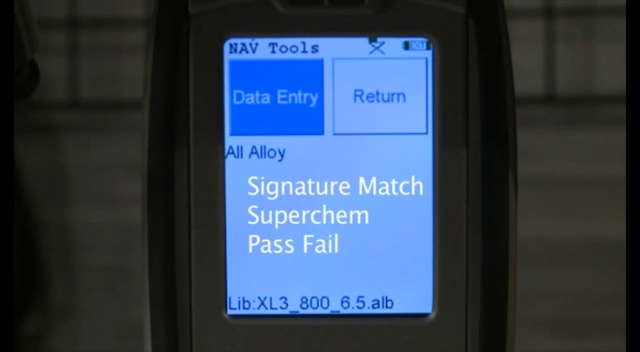 NAV Tools
Data Entry
Return
All Alloy
Signature Match
Superchem
Pass Fail
Lib:XL3_800_6.5.alb